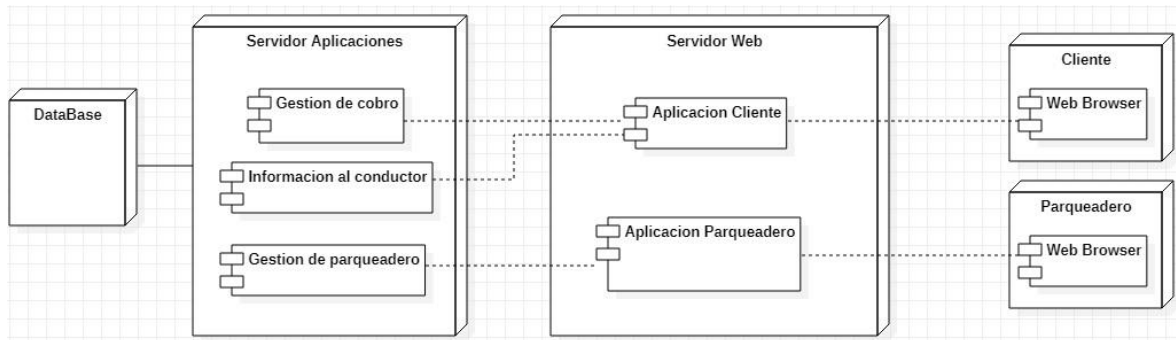 DataBase
Servidor Aplicaciones
Gestion de cobro
Informacion al conductor
Gestion de parqueadero
Servidor Web
Aplicacion Cliente
Aplicacion Parqueadero
Cliente
Web Browser
Parqueadero
Web Browser